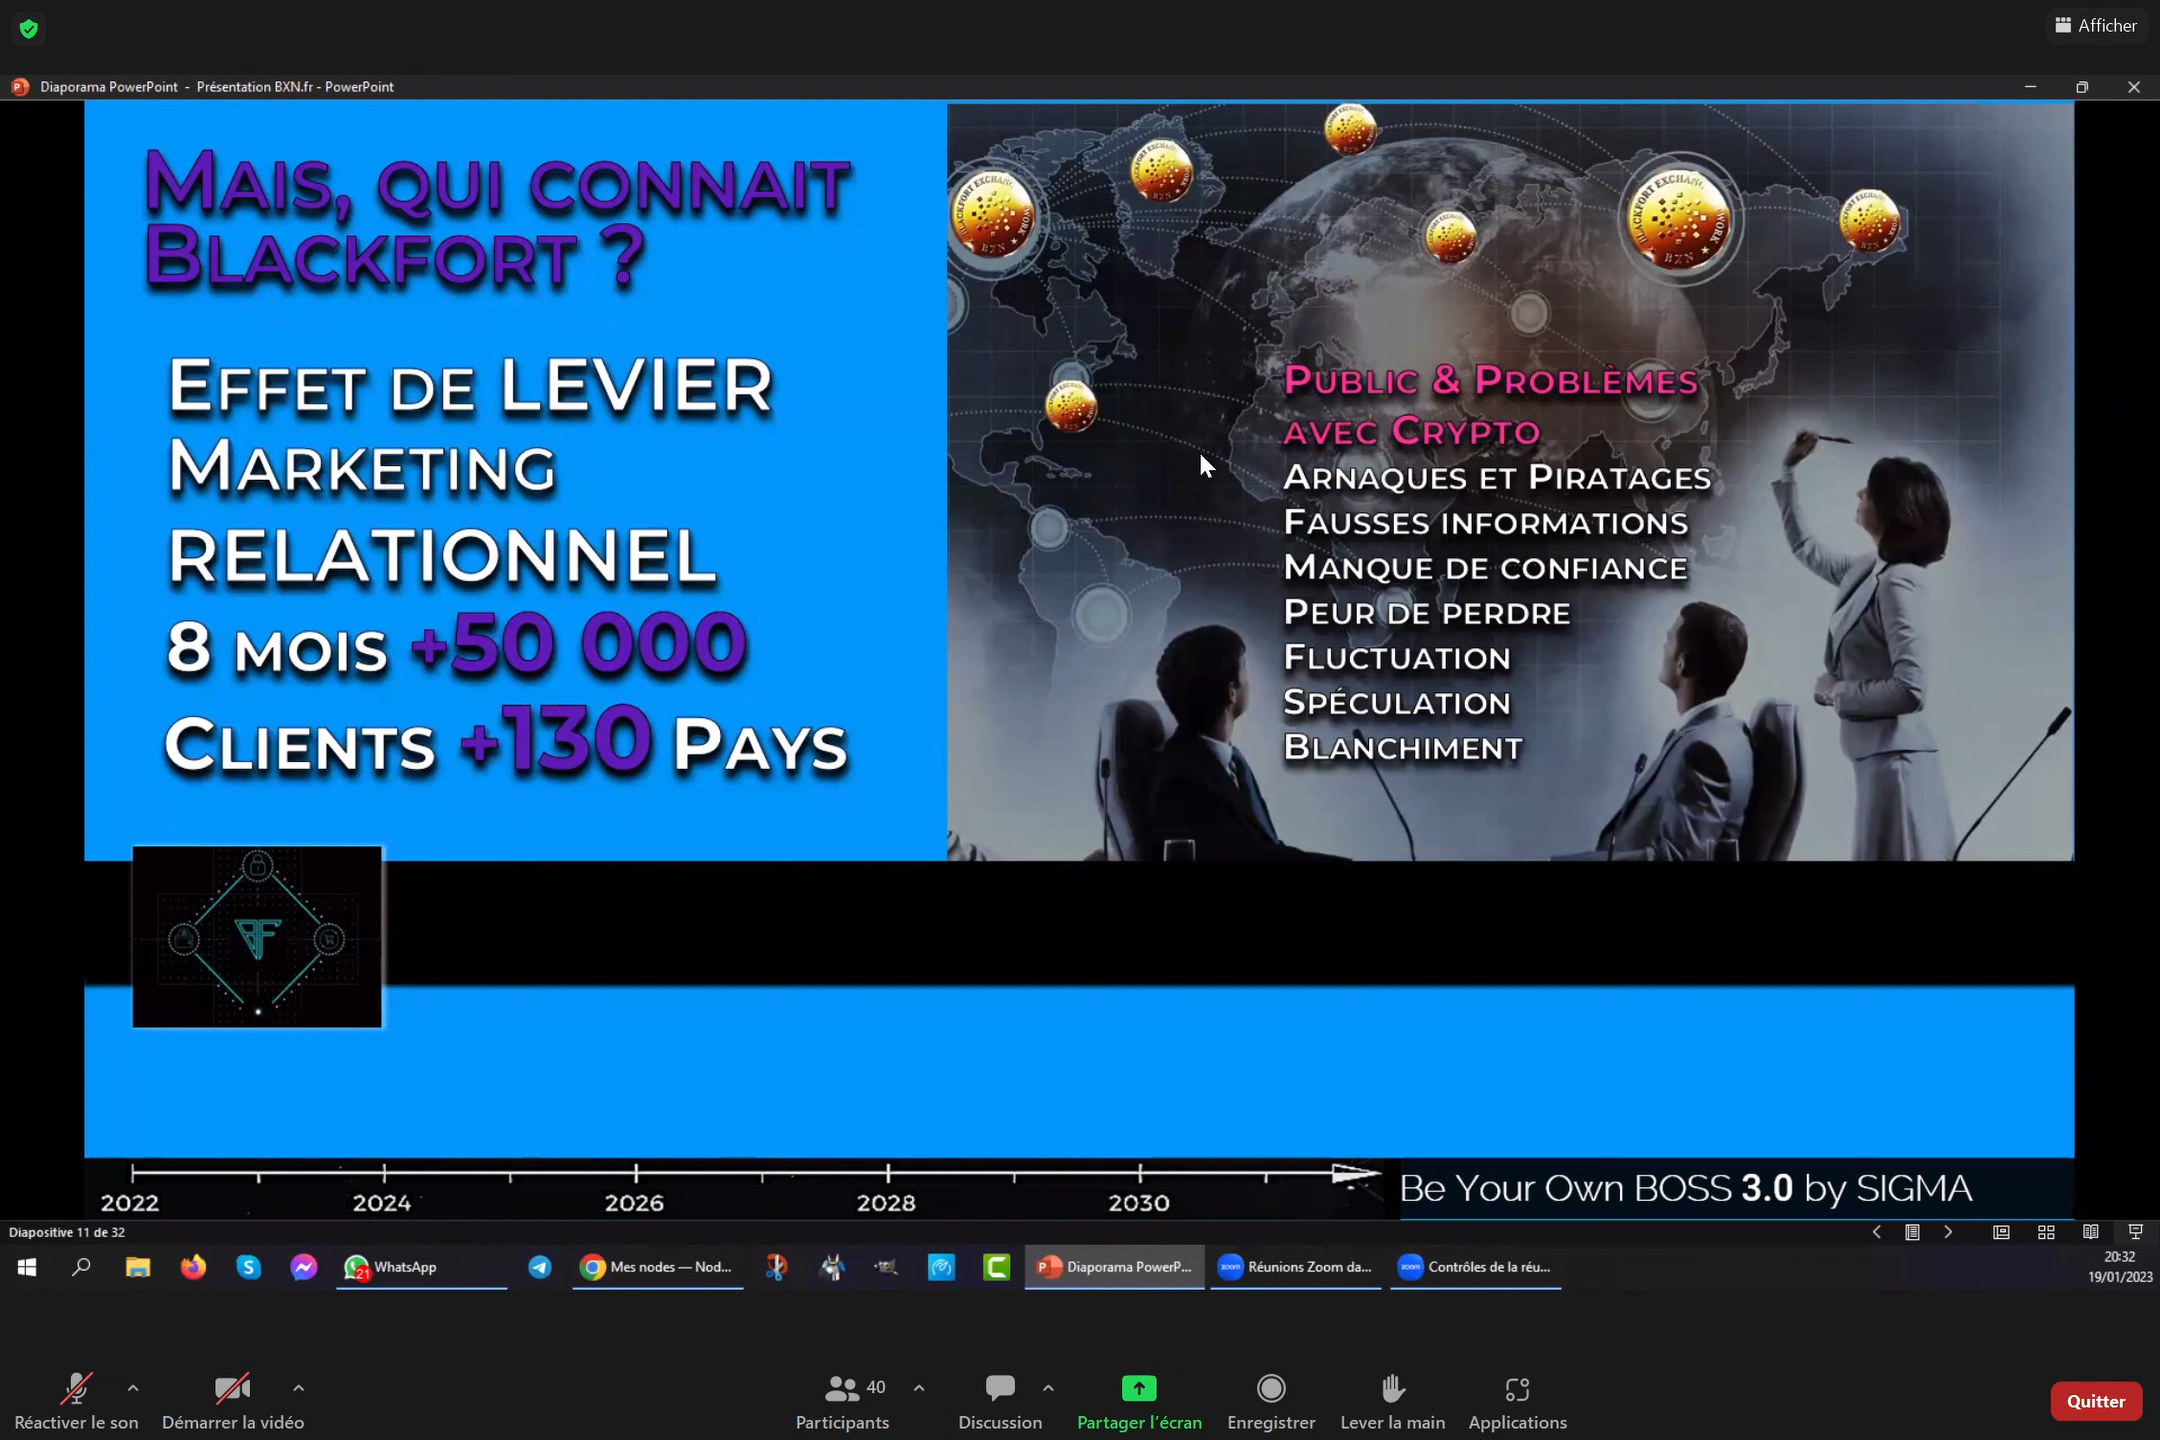 Afficher
Diaporama PowerPoint - Présentation BXN.fr - PowerPoint
MAIS, QUI CONNAIT
BLACKFORT ?
EFFET DE LEVIER
MARKETING
RELATIONNEL
8 MOIS +50 000
CLIENTS +130 PAYS
PUBLIC & PROBLÈMES
AVEC CRYPTO
ARNAQUES ET PIRATAGES
FAUSSES INFORMATIONS
MANQUE DE CONFIANCE
PEUR DE PERDRE
FLUCTUATION
SPÉCULATION
BLANCHIMENT
2022 2024 2026 2028 2030
Be Your Own BOSS 3.0 by SIGMA
Diapositive 11 de 32
21 WhatsApp
Mes nodes — Nod...
Diaporama PowerP...
Réunions Zoom da...
Contrôles de la réu...
20:32
19/01/2023
Réactiver le son
Démarrer la vidéo
40
Participants
Discussion
Partager l'écran
Enregistrer
Lever la main
Applications
Quitter